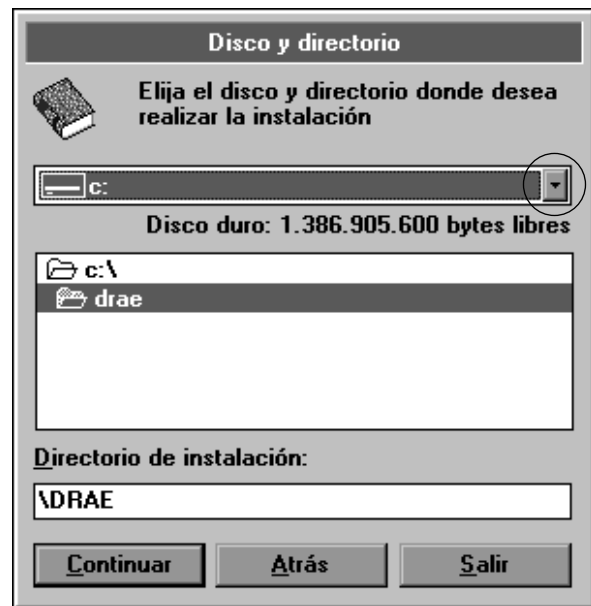 Disco y directorio
Elija el disco y directorio donde desea
realizar la instalación
c:
Disco duro: 1.386.905.600 bytes libres
c:\
drae
Directorio de instalación:
\DRAE
Continuar Atrás Salir